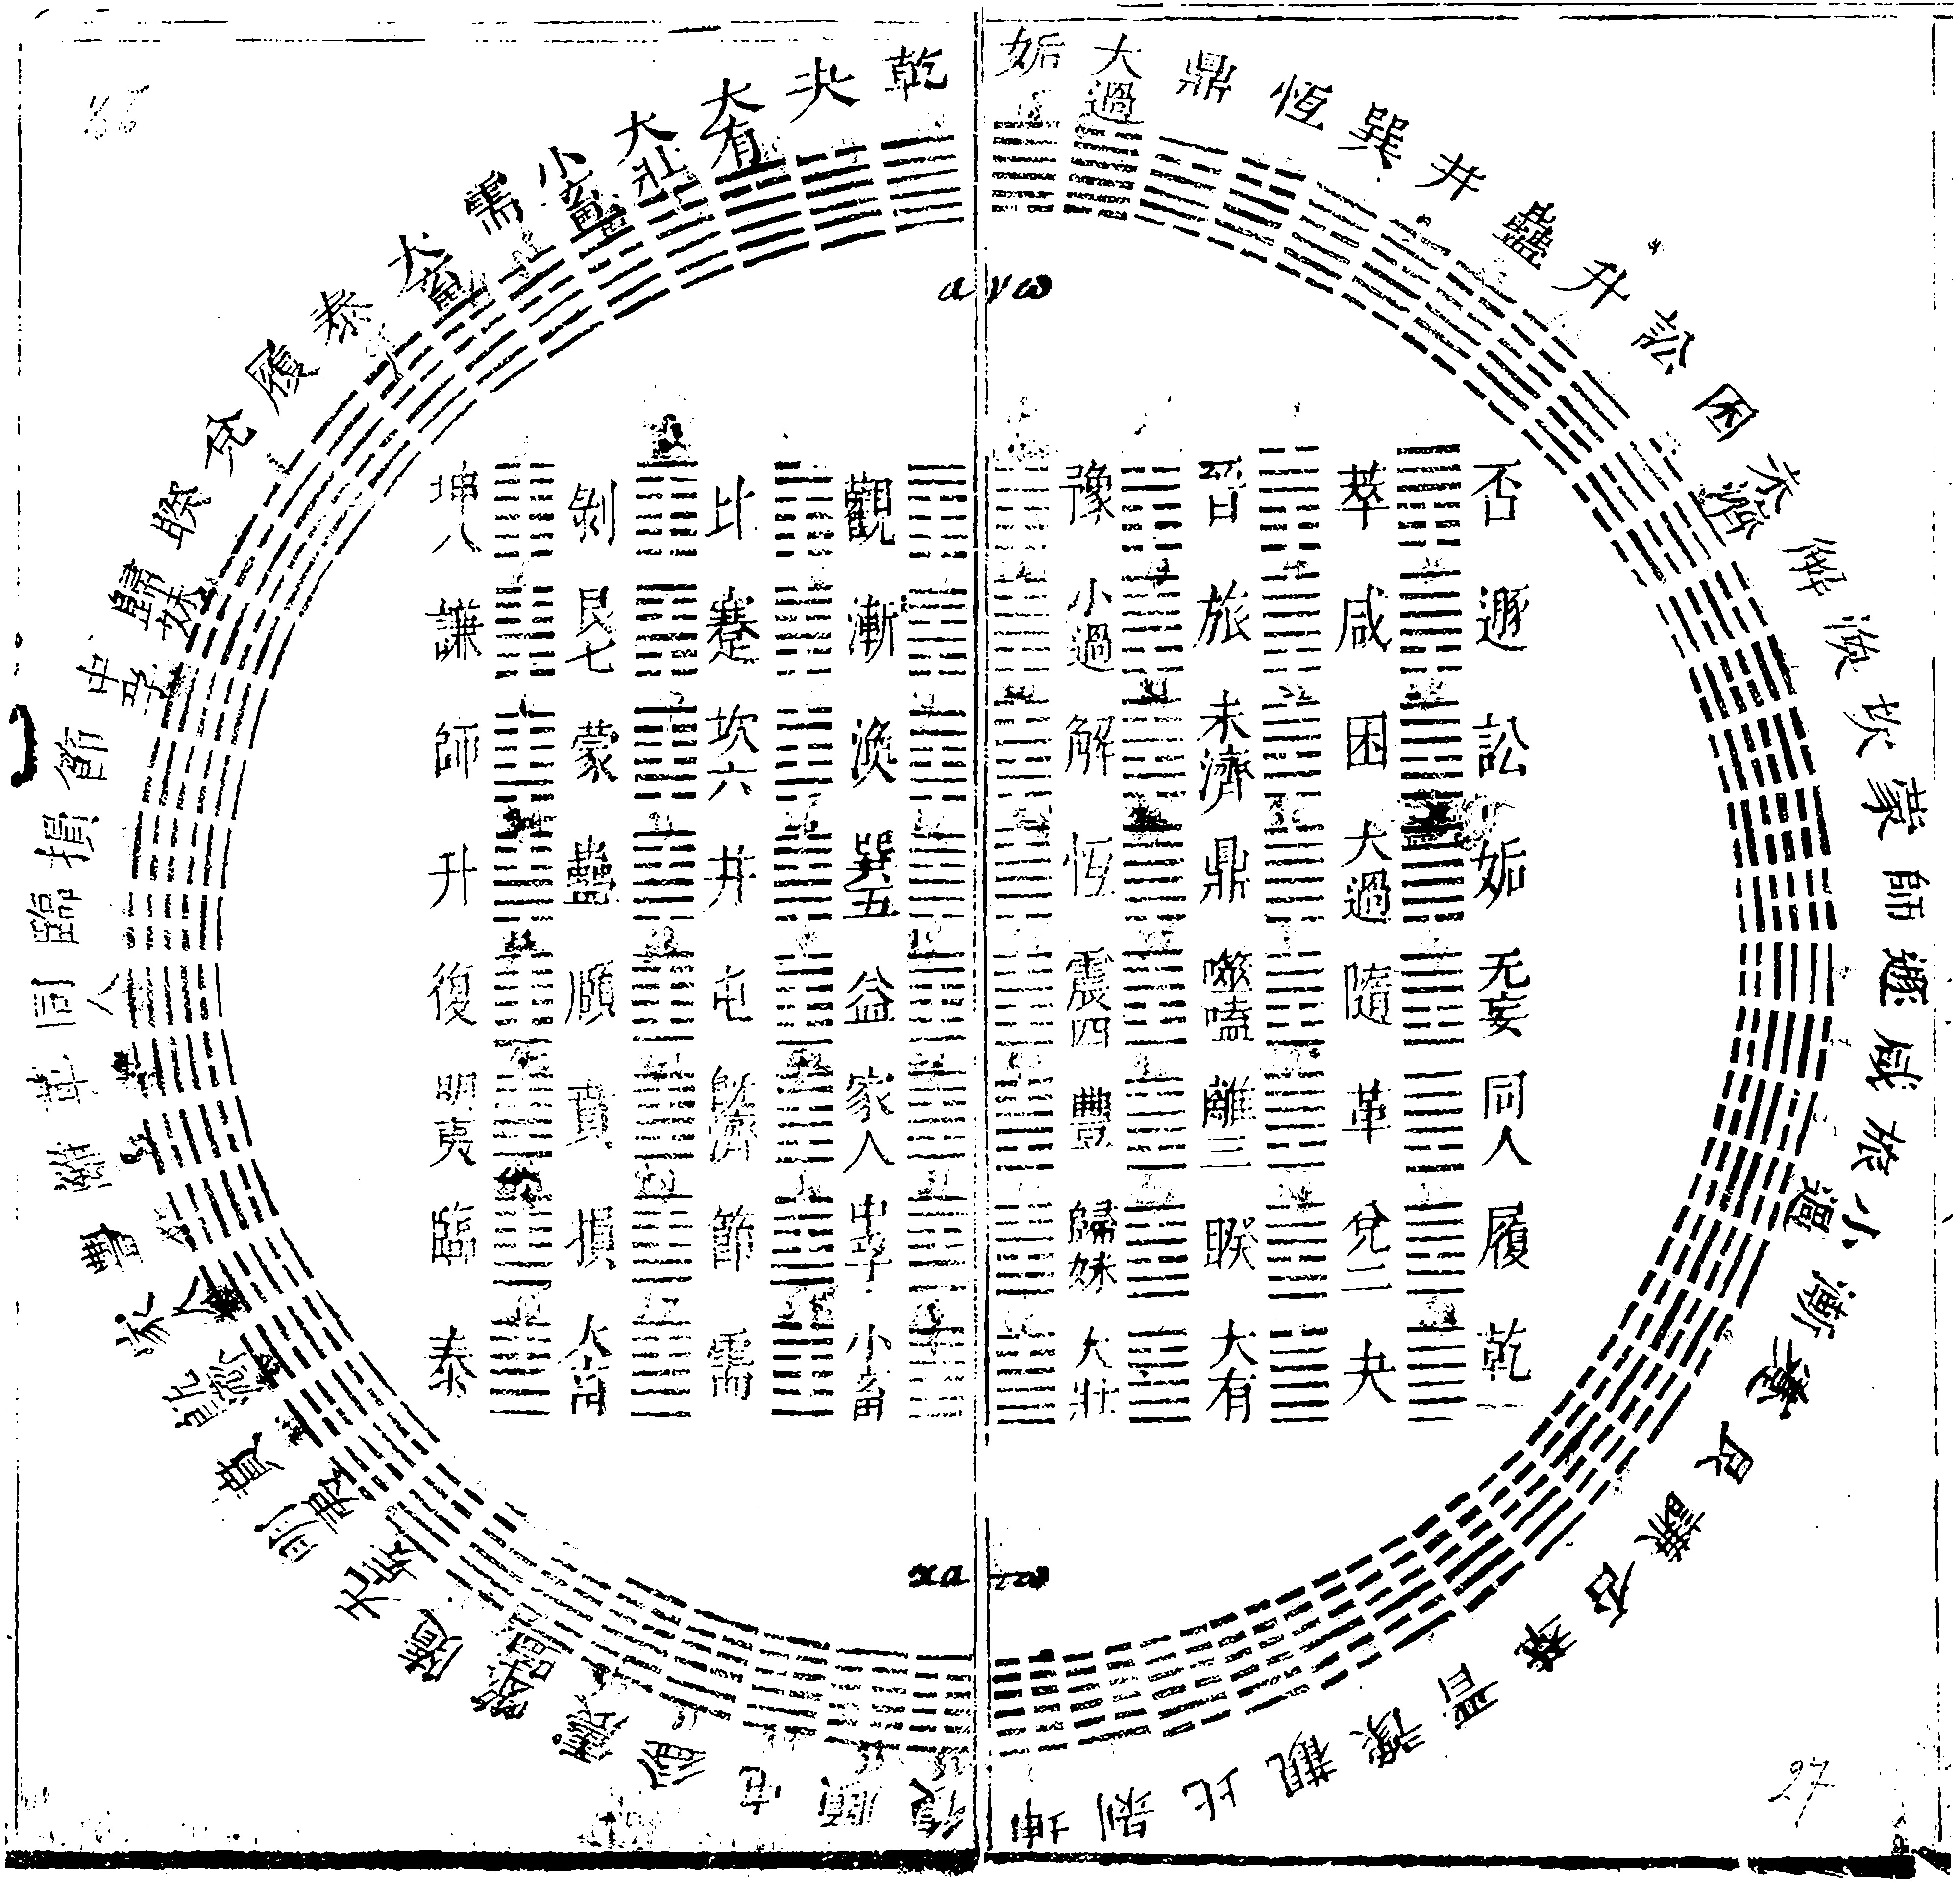 姤 大過 鼎 恆 巽 井 蠱 升 訟 困 未濟 解 渙 坎 蒙 師 遯 咸 旅 小過 漸 蹇 艮 謙 否 萃 晉 豫 觀 比 剝 坤
乾 夬 大有 大壯 小畜 需 大畜 泰 履 兌 睽 歸妹 中孚 節 損 臨 同人 革 離 豐 家人 既濟 賁 明夷 无妄 隨 噬嗑 震 益 屯 頤 復
否 遯 訟 姤 无妄 同人 履 乾一
萃 咸 困 大過 隨 革 兌二 夬
晉 旅 未濟 鼎 噬嗑 離三 睽 大有
豫 小過 解 恆 震四 豐 歸妹 大壯
觀 漸 渙 巽五 益 家人 中孚 小畜
比 蹇 坎六 井 屯 既濟 節 需
剝 艮七 蒙 蠱 頤 賁 損 大畜
坤八 謙 師 升 復 明夷 臨 泰
27